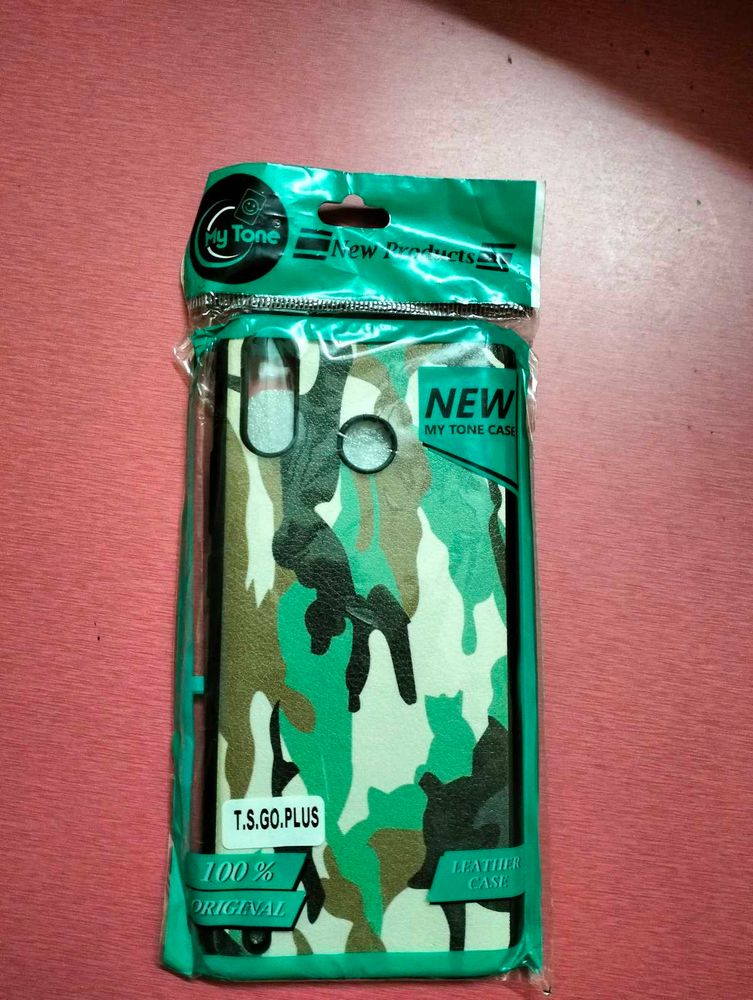 My Tone
New Products
NEW
MY TONE CASE
T.S.GO.PLUS
100 %
ORIGINAL
LEATHER
CASE